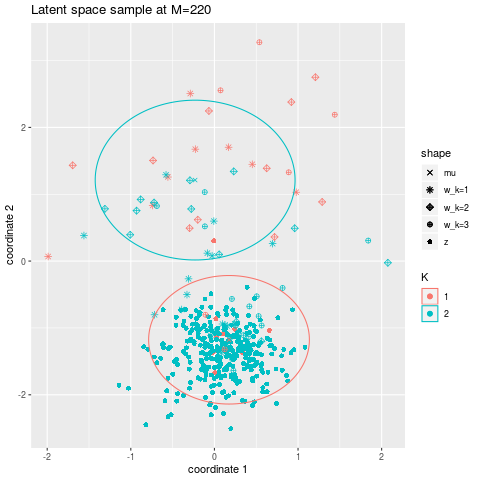 Latent space sample at M=220
2
0
-2
coordinate 2
-2
-1
0
1
2
coordinate 1
shape
mu
w_k=1
w_k=2
w_k=3
z
K
1
2